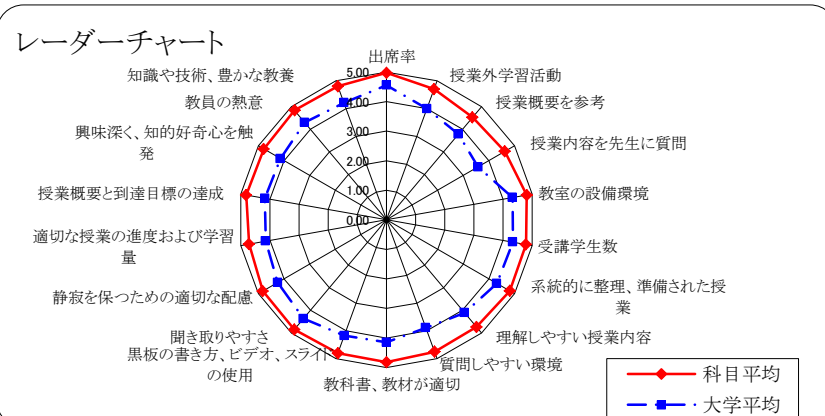 レーダーチャート
出席率
授業外学習活動
授業概要を参考
授業内容を先生に質問
教室の設備環境
受講学生数
系統的に整理、準備された授
業
理解しやすい授業内容
質問しやすい環境
教科書、教材が適切
黒板の書き方、ビデオ、スライド
の使用
聞き取りやすさ
静寂を保つための適切な配慮
適切な授業の進度および学習
量
授業概要と到達目標の達成
興味深く、知的好奇心を触
発
教員の熱意
知識や技術、豊かな教養
5.00
4.00
3.00
2.00
1.00
0.00
科目平均
大学平均